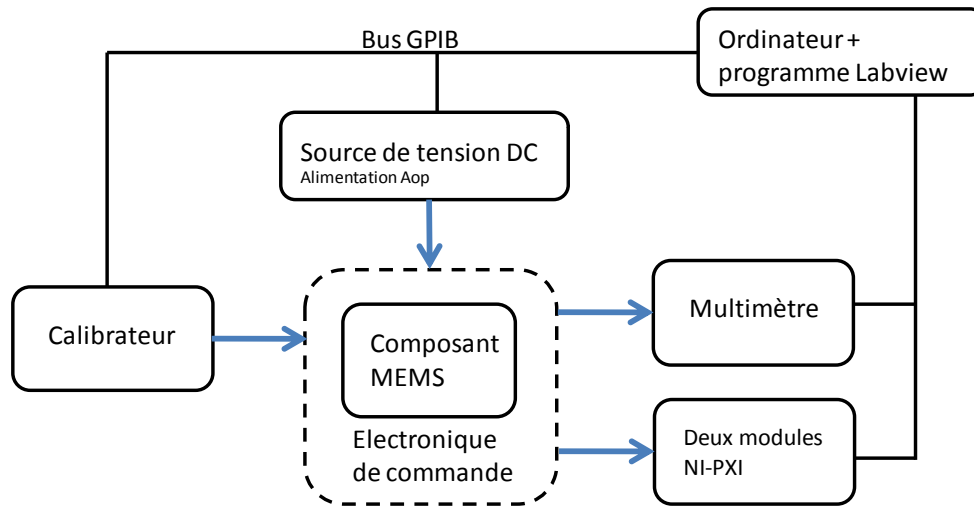 Bus GPIB
Ordinateur +
programme Labview
Source de tension DC
Alimentation Aop
Calibrateur
Composant
MEMS
Electronique
de commande
Multimètre
Deux modules
NI-PXI